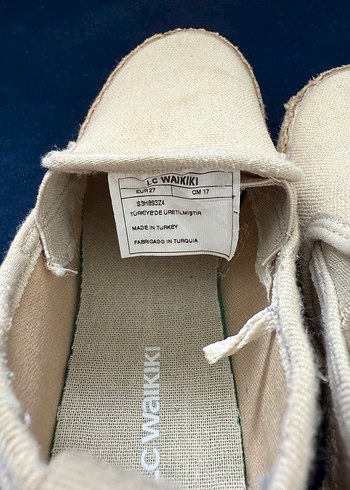 LC WAIKIKI
EUR 27 CM 17
S3H893Z4
TÜRKİYE'DE ÜRETİLMİŞTİR
MADE IN TURKEY
FABRICADO IN TURQUIA
LC WAIKIKI